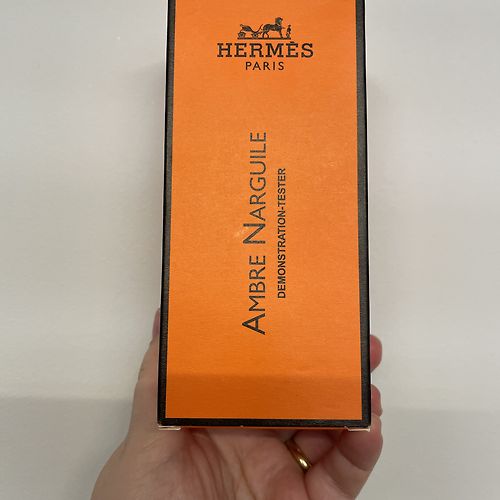 HERMÈS
PARIS
AMBRE NARGUILE
DEMONSTRATION-TESTER